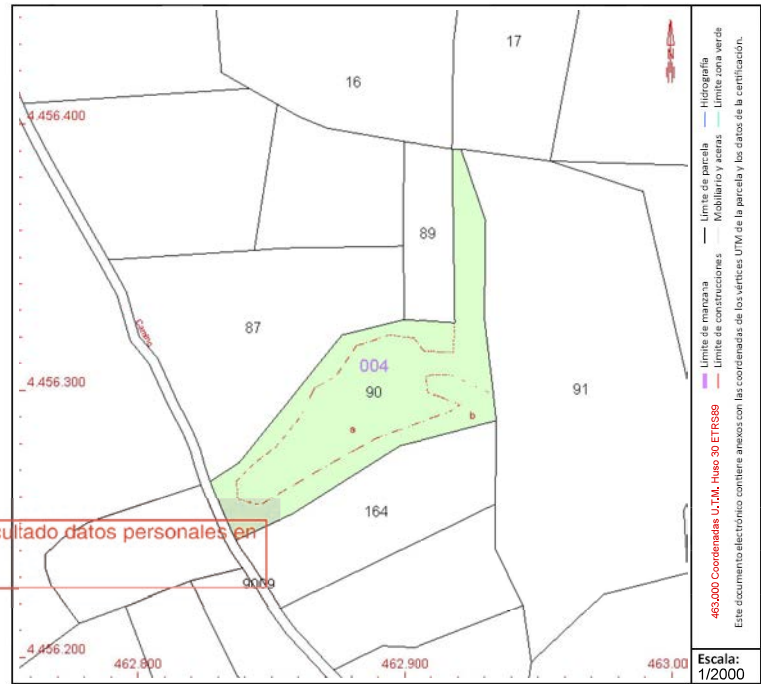 17
16
4.456.400
89
Camino
87
004
90
4.456.300
91
a
b
164
cultado datos personales en
9009
4.456.200
462.800
462.900
463.00
Límite de manzana
Límite de parcela
Hidrografía
463.000 Coordenadas U.T.M. Huso 30 ETRS89
Límite de construcciones
Mobiliario y aceras
Límite zona verde
Este documento electrónico contiene anexos con las coordenadas de los vértices UTM de la parcela y los datos de la certificación.
Escala:
1/2000